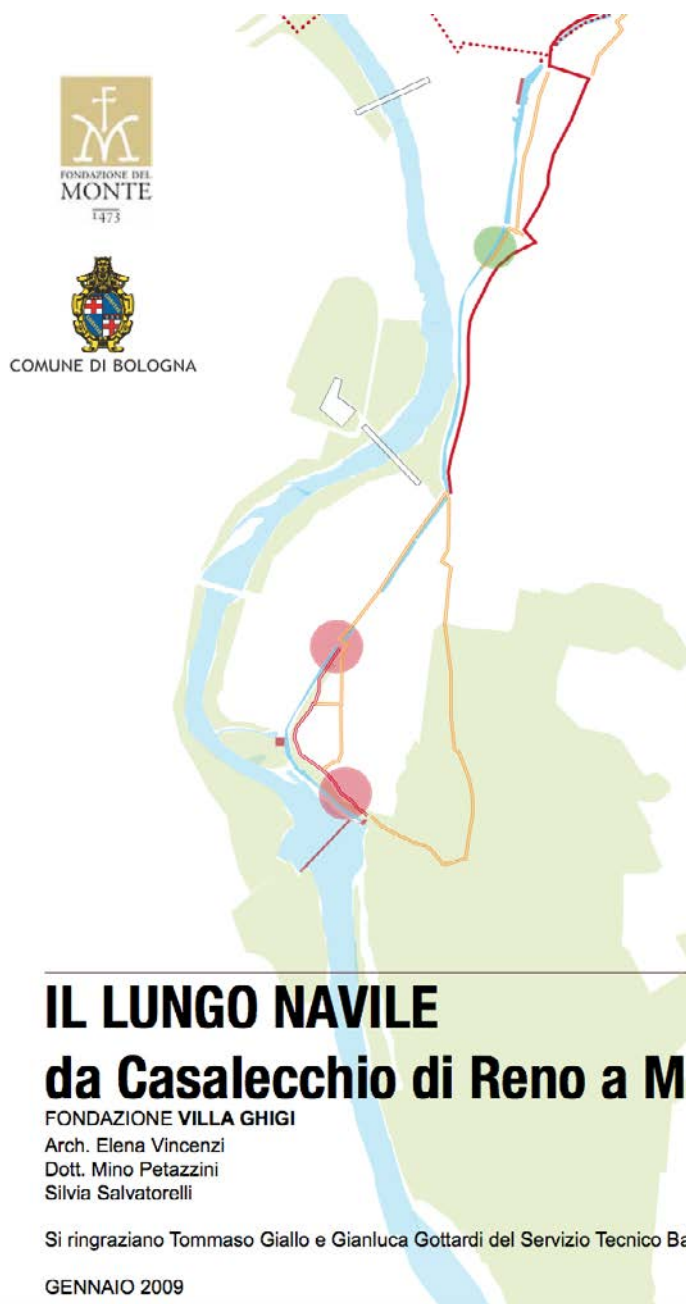 FONDAZIONE DEL
MONTE
1473
COMUNE DI BOLOGNA
IL LUNGO NAVILE
da Casalecchio di Reno a M
FONDAZIONE VILLA GHIGI
Arch. Elena Vincenzi
Dott. Mino Petazzini
Silvia Salvatorelli
Si ringraziano Tommaso Giallo e Gianluca Gottardi del Servizio Tecnico Ba
GENNAIO 2009